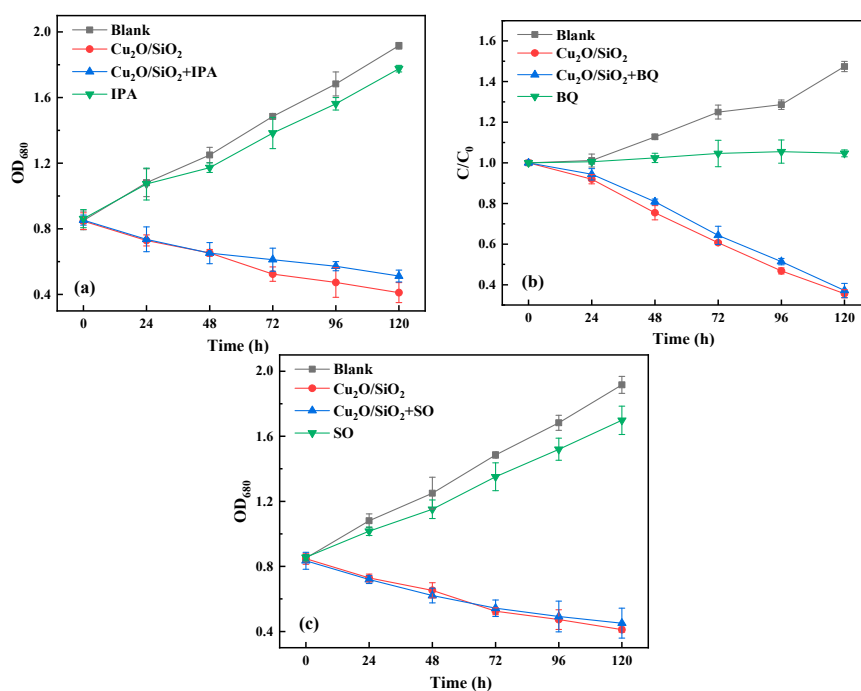 Blank
Cu₂O/SiO₂
Cu₂O/SiO₂+IPA
IPA
OD₆₈₀
2.0
1.6
1.2
0.8
0.4
(a)
0 24 48 72 96 120
Time (h)
Blank
Cu₂O/SiO₂
Cu₂O/SiO₂+BQ
BQ
C/C₀
1.6
1.4
1.2
1.0
0.8
0.6
0.4
(b)
0 24 48 72 96 120
Time (h)
Blank
Cu₂O/SiO₂
Cu₂O/SiO₂+SO
SO
OD₆₈₀
2.0
1.6
1.2
0.8
0.4
(c)
0 24 48 72 96 120
Time (h)